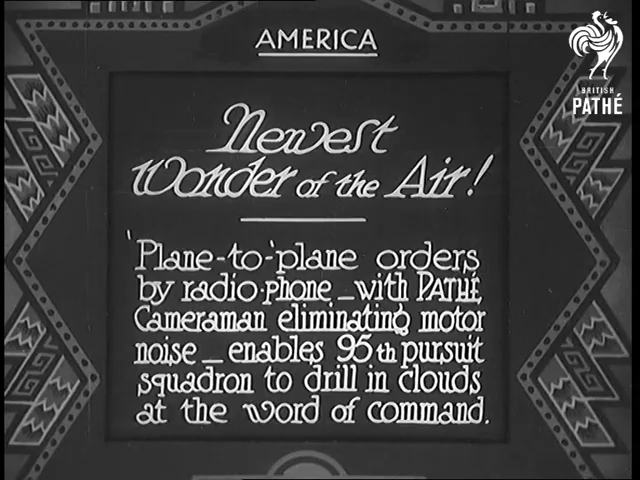 AMERICA
BRITISH
PATHÉ
Newest
Wonder of the Air!
'Plane-to-'plane orders
by radio-phone _ with PATHÉ
Cameraman eliminating motor
noise _ enables 95th pursuit
squadron to drill in clouds
at the word of command.